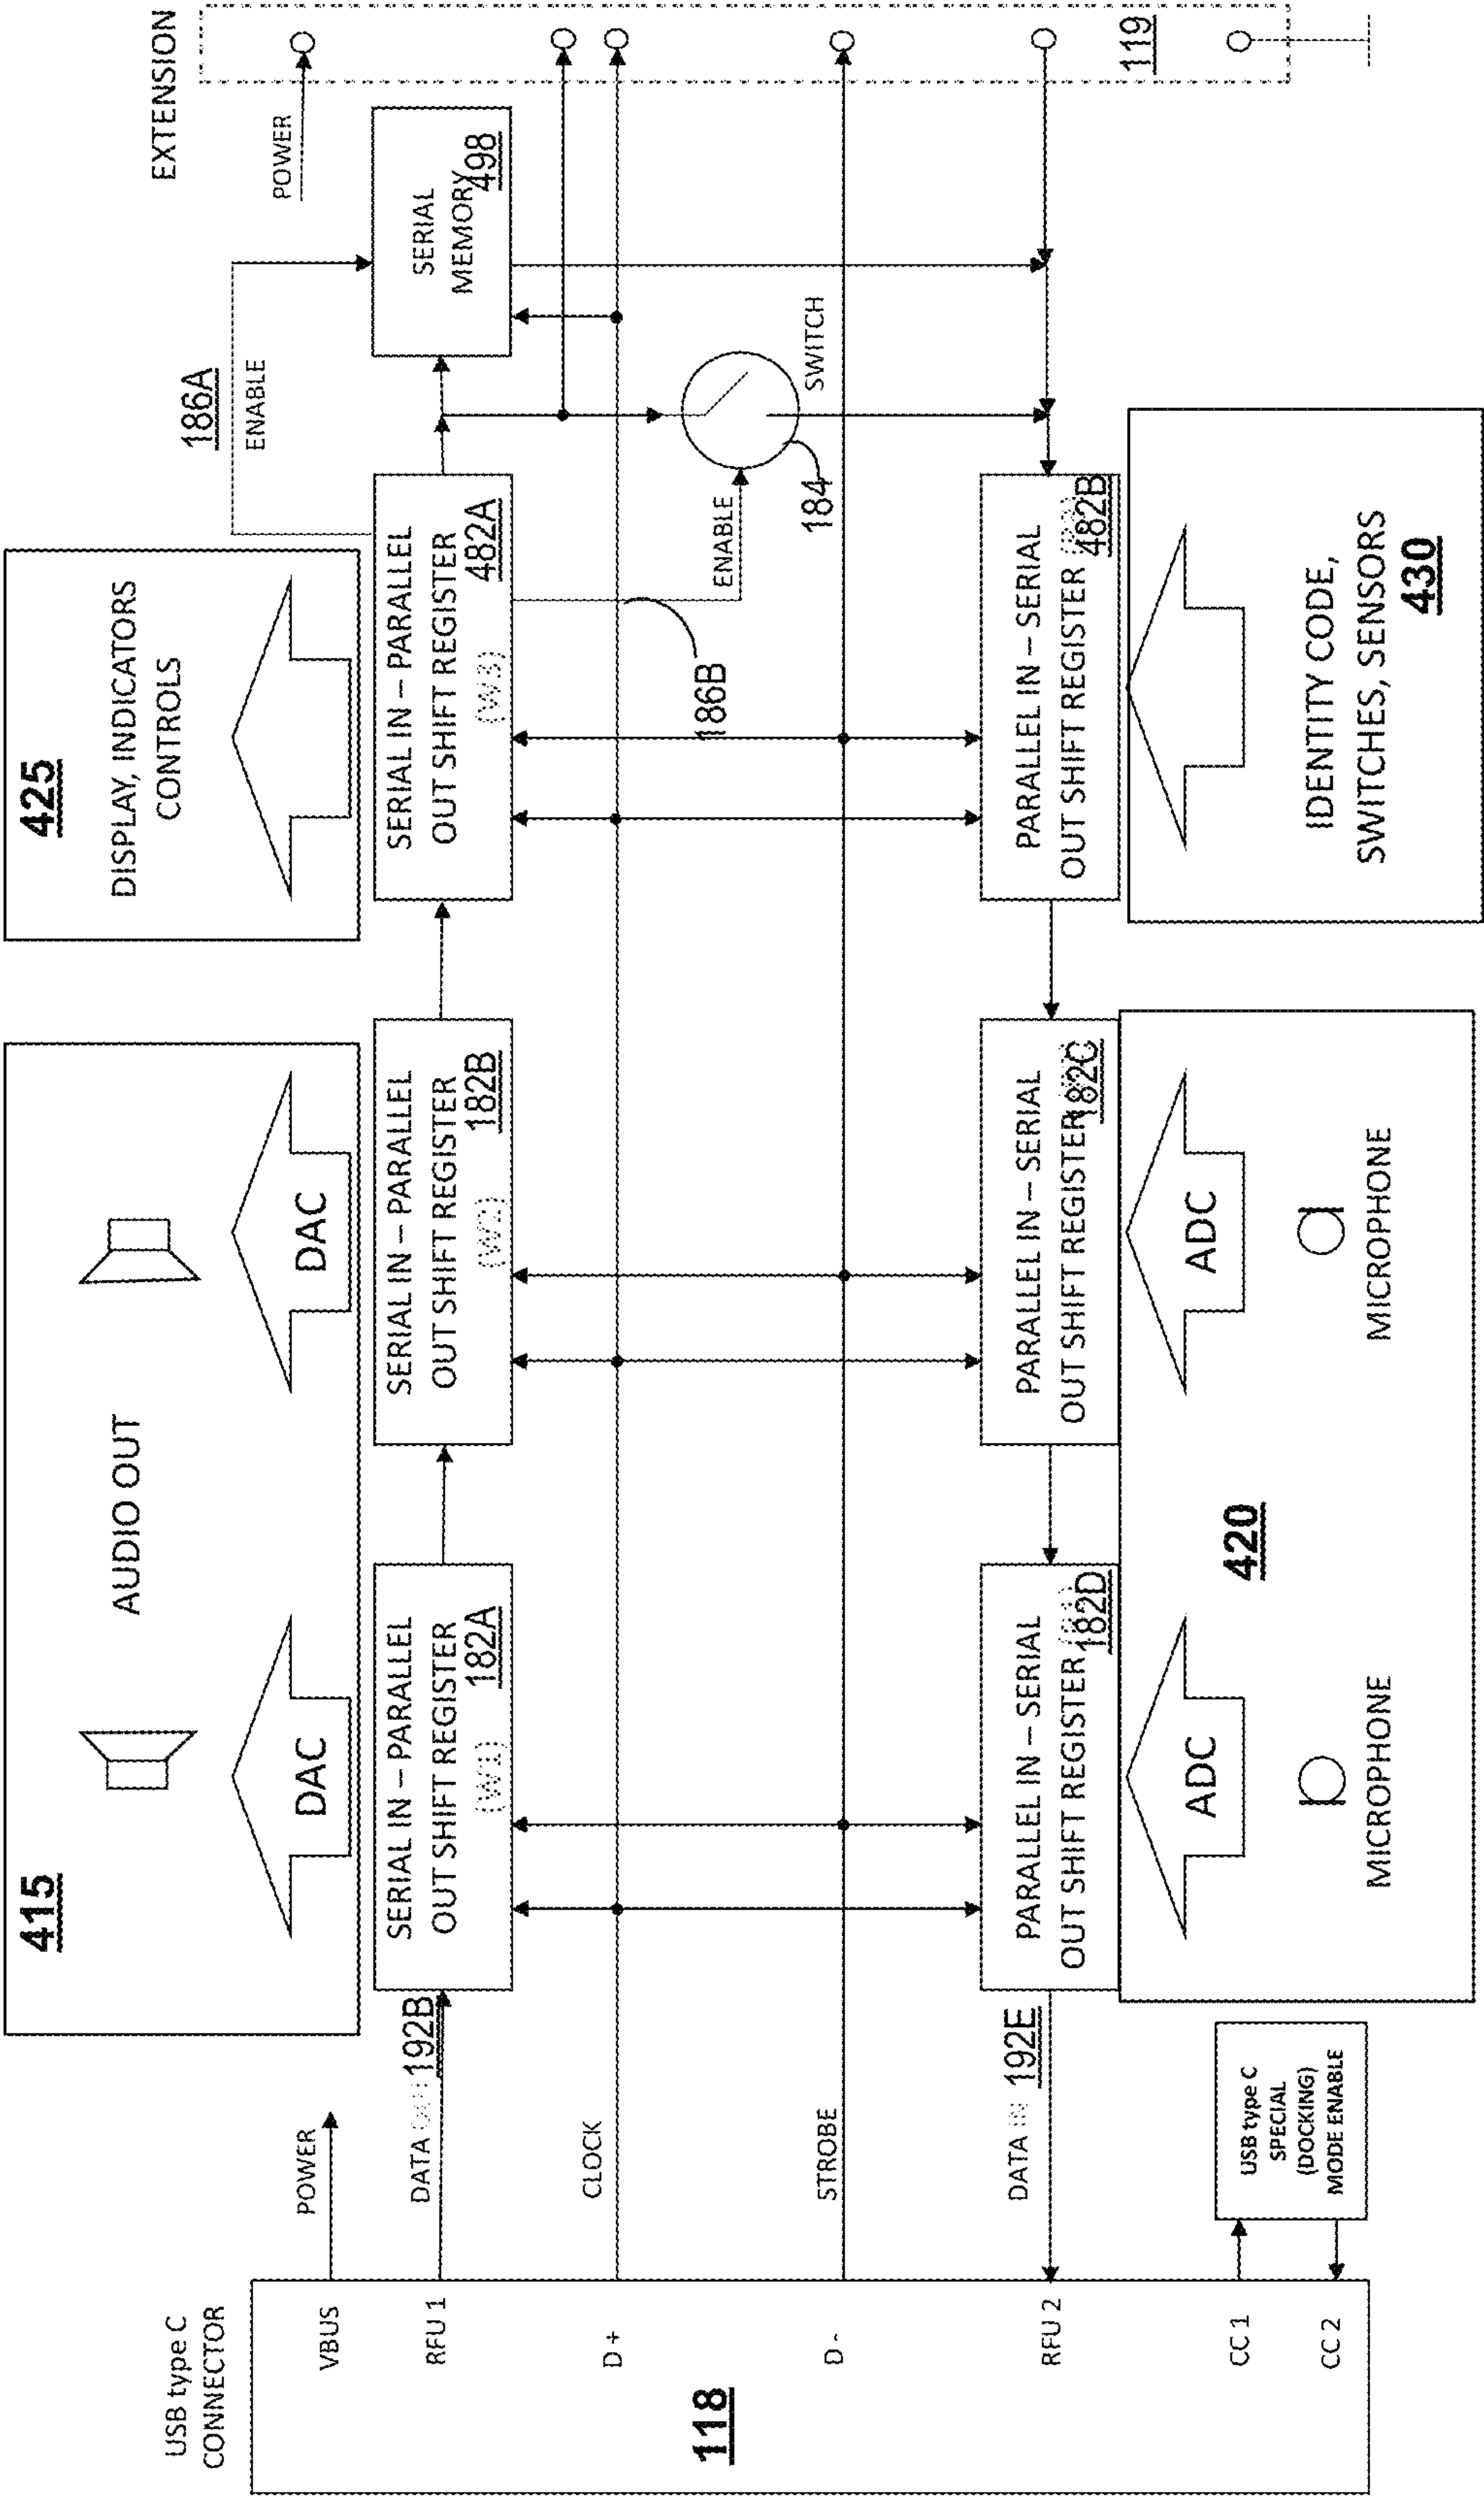 USB type C
CONNECTOR
118
VBUS
RFU 1
D +
D -
RFU 2
CC 1
CC 2
POWER
DATA
192B
CLOCK
STROBE
DATA IN
192E
USB type C
SPECIAL
(DOCKING)
MODE ENABLE
415
AUDIO OUT
DAC
DAC
SERIAL IN – PARALLEL
OUT SHIFT REGISTER
(W1)
182A
SERIAL IN – PARALLEL
OUT SHIFT REGISTER
(W2)
182B
425
DISPLAY, INDICATORS
CONTROLS
SERIAL IN – PARALLEL
OUT SHIFT REGISTER
(W3)
482A
186A
ENABLE
186B
ENABLE
184
SWITCH
SERIAL
MEMORY
498
POWER
EXTENSION
119
PARALLEL IN – SERIAL
OUT SHIFT REGISTER
182D
PARALLEL IN – SERIAL
OUT SHIFT REGISTER
182C
PARALLEL IN – SERIAL
OUT SHIFT REGISTER
482B
ADC
ADC
420
MICROPHONE
MICROPHONE
IDENTITY CODE,
SWITCHES, SENSORS
430